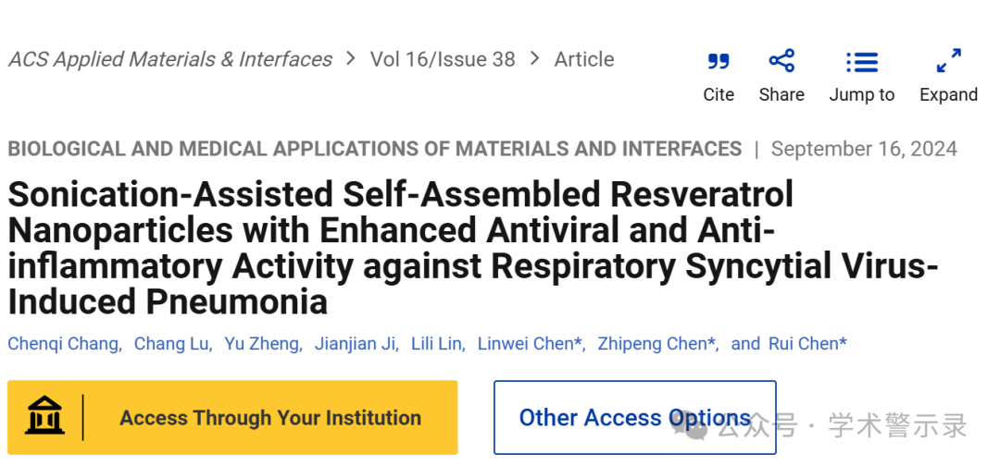 ACS Applied Materials & Interfaces > Vol 16/Issue 38 > Article
Cite Share Jump to Expand
BIOLOGICAL AND MEDICAL APPLICATIONS OF MATERIALS AND INTERFACES | September 16, 2024
Sonication-Assisted Self-Assembled Resveratrol
Nanoparticles with Enhanced Antiviral and Anti-
inflammatory Activity against Respiratory Syncytial Virus-
Induced Pneumonia
Chenqi Chang, Chang Lu, Yu Zheng, Jianjian Ji, Lili Lin, Linwei Chen*, Zhipeng Chen*, and Rui Chen*
Access Through Your Institution
Other Access Options
公众号 · 学术警示录